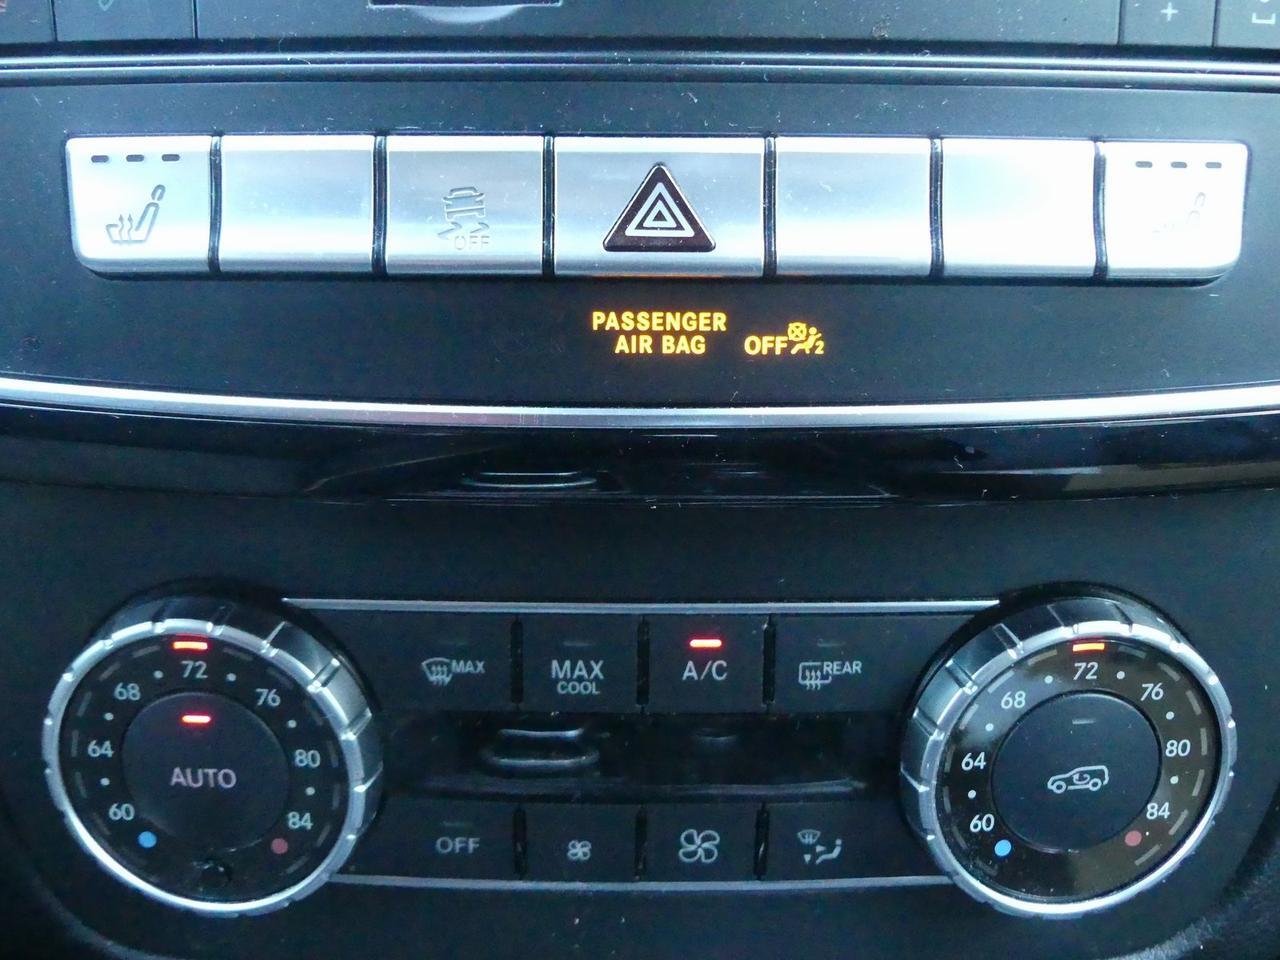 OFF
PASSENGER
AIR BAG OFF 2
72
68
76
64
80
60
84
AUTO
MAX
MAX
COOL
A/C
REAR
OFF
72
68
76
64
80
60
84